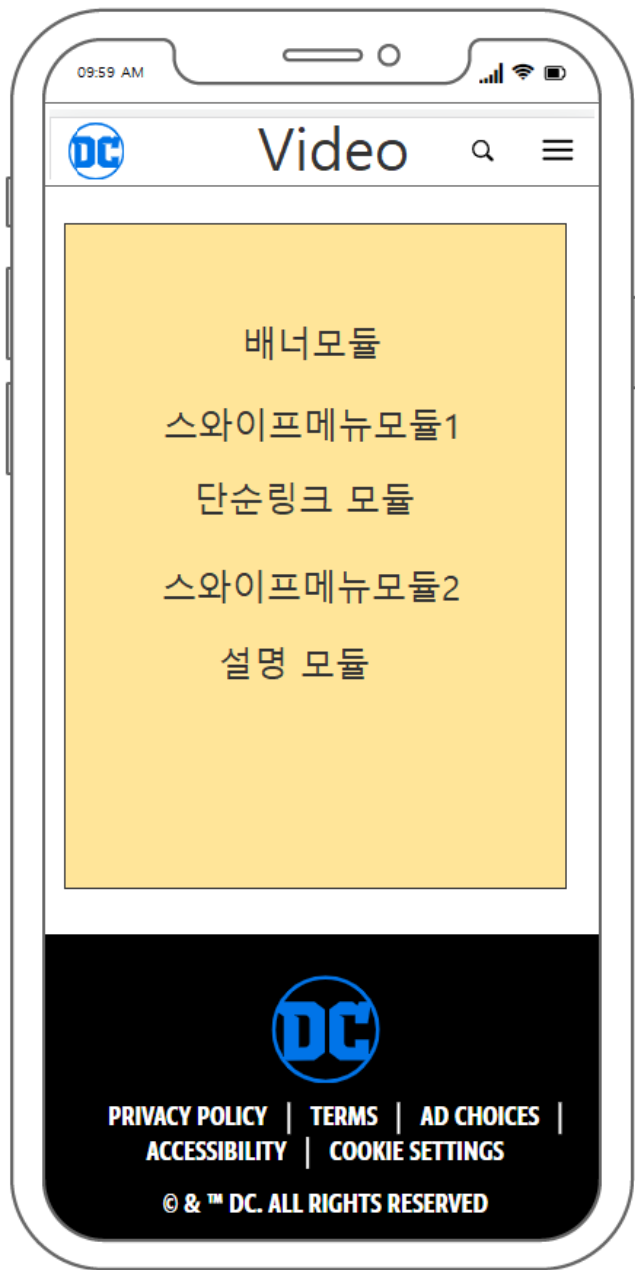 09:59 AM
DC Video
배너모듈
스와이프메뉴모듈1
단순링크 모듈
스와이프메뉴모듈2
설명 모듈
DC
PRIVACY POLICY | TERMS | AD CHOICES |
ACCESSIBILITY | COOKIE SETTINGS
© & ™ DC. ALL RIGHTS RESERVED